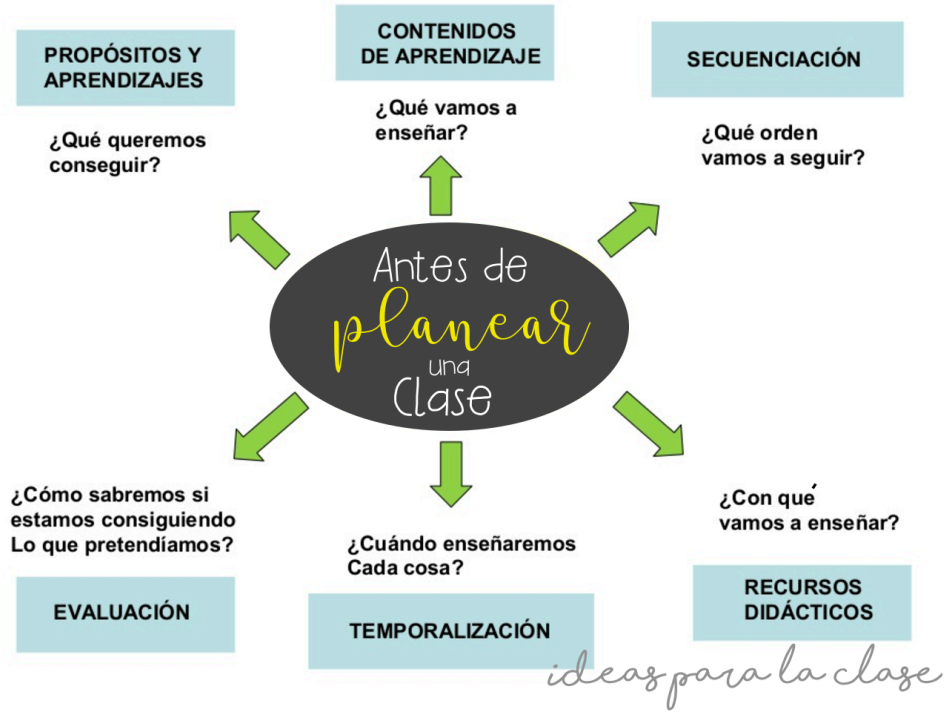 PROPÓSITOS Y
APRENDIZAJES
¿Qué queremos
conseguir?
CONTENIDOS
DE APRENDIZAJE
¿Qué vamos a
enseñar?
SECUENCIACIÓN
¿Qué orden
vamos a seguir?
Antes de
planear
una
Clase
¿Cómo sabremos si
estamos consiguiendo
Lo que pretendíamos?
EVALUACIÓN
¿Cuándo enseñaremos
Cada cosa?
TEMPORALIZACIÓN
¿Con qué
vamos a enseñar?
RECURSOS
DIDÁCTICOS
ideas para la clase